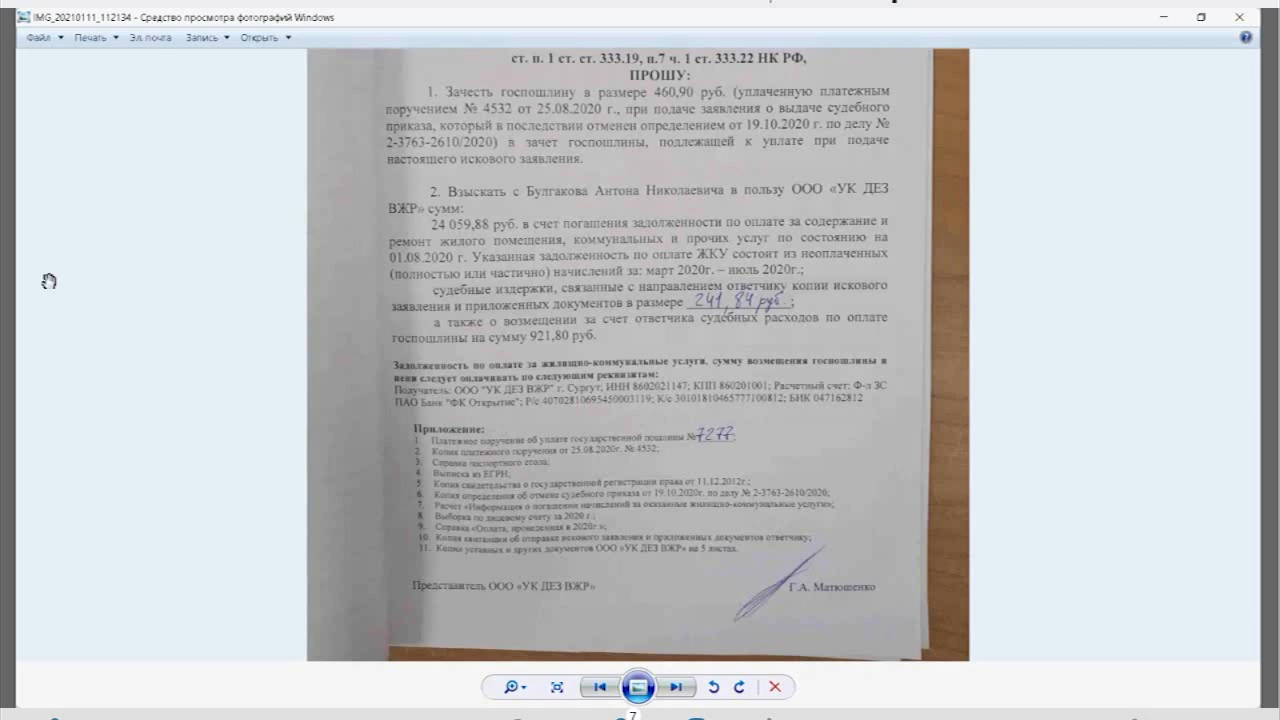 IMG_20210111_112134 - Средство просмотра фотографий Windows
Файл Печать Эл. почта Запись Открыть
ст. п. 1 ст. ст. 333.19, п.7 ч. 1 ст. 333.22 НК РФ,
ПРОШУ:
1. Зачесть госпошлину в размере 460,90 руб. (уплаченную платежным
поручением № 4532 от 25.08.2020 г., при подаче заявления о выдаче судебного
приказа, который в последствии отменен определением от 19.10.2020 г. по делу №
2-3763-2610/2020) в зачет госпошлины, подлежащей к уплате при подаче
настоящего искового заявления.
2. Взыскать с Булгакова Антона Николаевича в пользу ООО «УК ДЕЗ
ВЖР» сумм:
24 059,88 руб. в счет погашения задолженности по оплате за содержание и
ремонт жилого помещения, коммунальных и прочих услуг по состоянию на
01.08.2020 г. Указанная задолженность по оплате ЖКУ состоит из неоплаченных
(полностью или частично) начислений за: март 2020г. – июль 2020г.;
судебные издержки, связанные с направлением ответчику копии искового
заявления и приложенных документов в размере 241,84 руб.;
а также о возмещении за счет ответчика судебных расходов по оплате
госпошлины на сумму 921,80 руб.
Задолженность по оплате за жилищно-коммунальные услуги, сумму возмещения госпошлины и
пени следует оплачивать по следующим реквизитам:
Получатель: ООО "УК ДЕЗ ВЖР" г. Сургут, ИНН 8602021147; КПП 860201001; Расчетный счет: Ф-л ЗС
ПАО Банк "ФК Открытие"; Р/с 40702810695450003119; К/с 30101810465777100812; БИК 047162812
Приложение:
1. Платежное поручение об уплате государственной пошлины № 7277.
2. Копия платежного поручения от 25.08.2020г. № 4532;
3. Справка паспортного стола;
4. Выписка из ЕГРН;
5. Копия свидетельства о государственной регистрации права от 11.12.2012г.;
6. Копия определения об отмене судебного приказа от 19.10.2020г. по делу № 2-3763-2610/2020;
7. Расчет «Информация о погашении начислений за оказанные жилищно-коммунальные услуги»;
8. Выборка по лицевому счету за 2020 г.;
9. Справка «Оплата, проведенная в 2020г.»;
10. Копия квитанции об отправке искового заявления и приложенных документов ответчику;
11. Копии уставных и других документов ООО «УК ДЕЗ ВЖР» на 5 листах.
Представитель ООО «УК ДЕЗ ВЖР» Г.А. Матюшенко
7